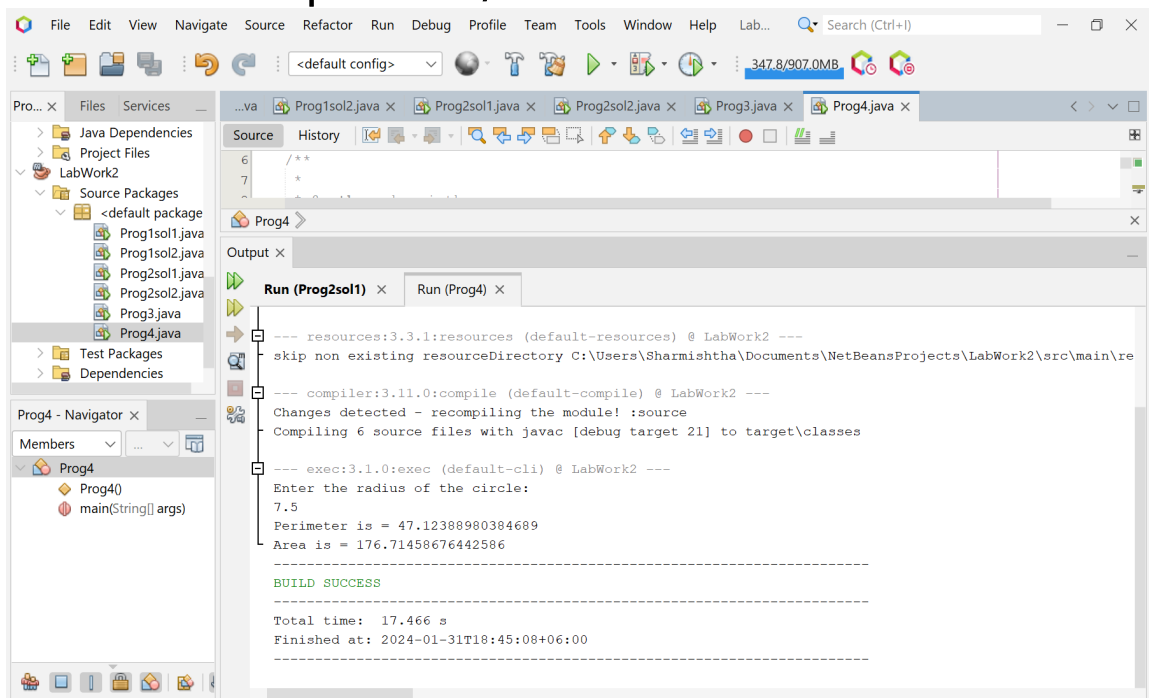 File Edit View Navigate Source Refactor Run Debug Profile Team Tools Window Help Lab... Search (Ctrl+I)
<default config> 347.8/907.0MB
Pro... Files Services
...va Prog1sol2.java Prog2sol1.java Prog2sol2.java Prog3.java Prog4.java
Java Dependencies
Project Files
LabWork2
Source Packages
<default package
Prog1sol1.java
Prog1sol2.java
Prog2sol1.java
Prog2sol2.java
Prog3.java
Prog4.java
Test Packages
Dependencies
Prog4 - Navigator
Members ...
Prog4
Prog4()
main(String[] args)
Source History
6 /**
7 *
Prog4
Output
Run (Prog2sol1) Run (Prog4)
--- resources:3.3.1:resources (default-resources) @ LabWork2 ---
skip non existing resourceDirectory C:\Users\Sharmishtha\Documents\NetBeansProjects\LabWork2\src\main\re
--- compiler:3.11.0:compile (default-compile) @ LabWork2 ---
Changes detected - recompiling the module! :source
Compiling 6 source files with javac [debug target 21] to target\classes
--- exec:3.1.0:exec (default-cli) @ LabWork2 ---
Enter the radius of the circle:
7.5
Perimeter is = 47.12388980384689
Area is = 176.71458676442586
------------------------------------------------------------------------
BUILD SUCCESS
------------------------------------------------------------------------
Total time: 17.466 s
Finished at: 2024-01-31T18:45:08+06:00
------------------------------------------------------------------------